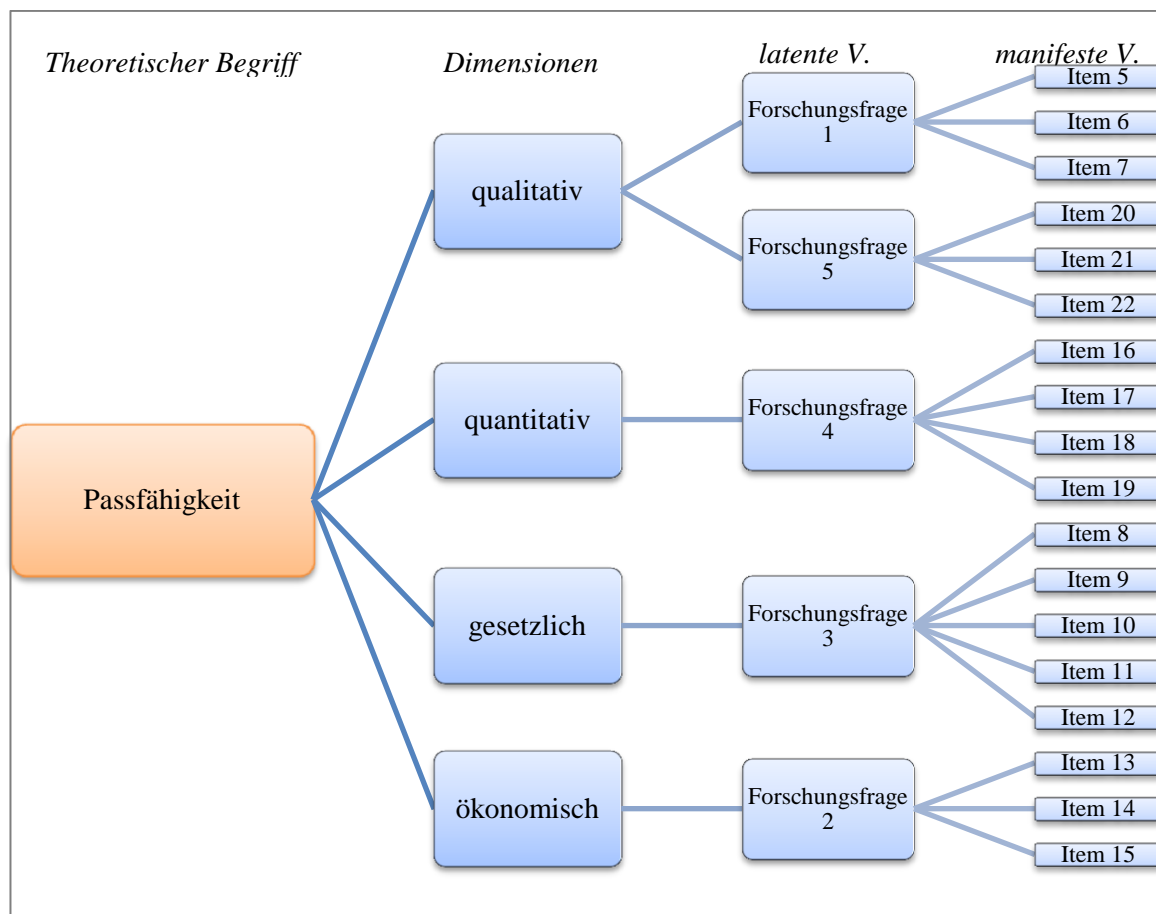 Theoretischer Begriff
Dimensionen
latente V.
manifeste V.
Passfähigkeit
qualitativ
Forschungsfrage
1
Item 5
Item 6
Item 7
Forschungsfrage
5
Item 20
Item 21
Item 22
quantitativ
Forschungsfrage
4
Item 16
Item 17
Item 18
Item 19
gesetzlich
Forschungsfrage
3
Item 8
Item 9
Item 10
Item 11
Item 12
ökonomisch
Forschungsfrage
2
Item 13
Item 14
Item 15